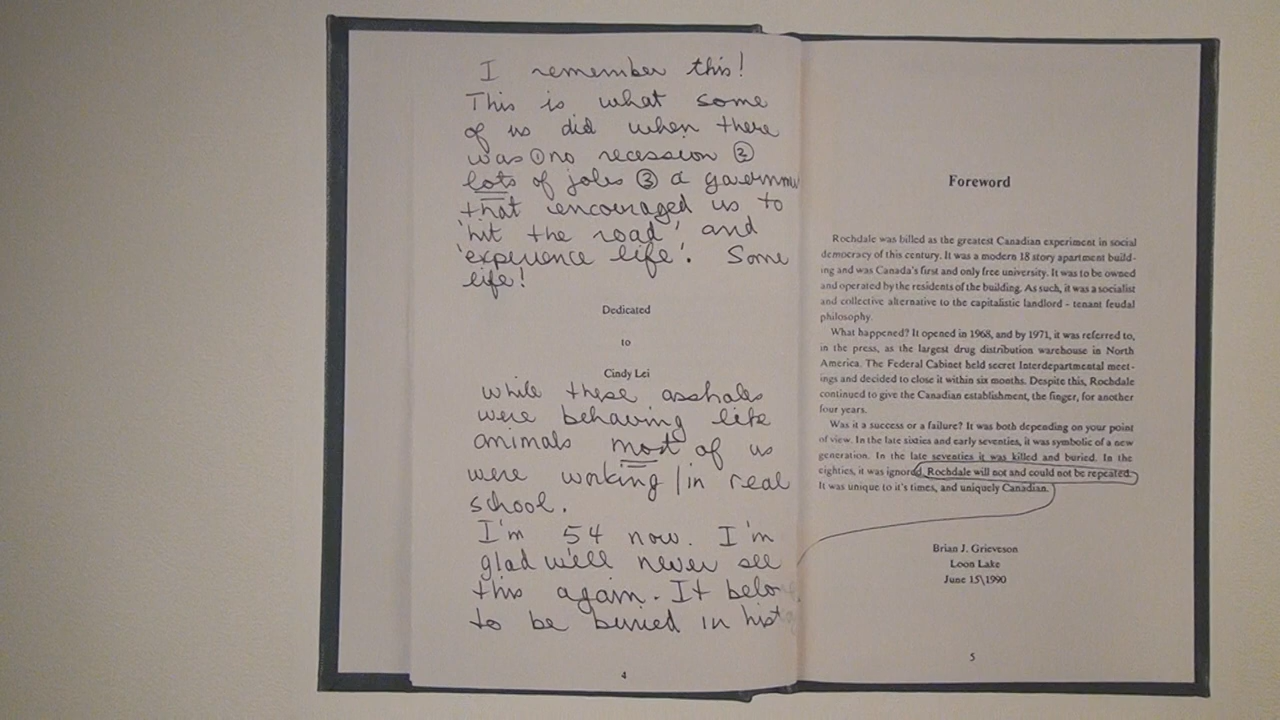 I remember this!
This is what some
of us did when there
was ① no recession ②
lots of jobs ③ a governm
that encouraged us to
'hit the road' and
'experience life'. Some
life!
Dedicated
to
Cindy Lei
while these assholes
were behaving like
animals most of us
were working / in real
school.
I'm 54 now. I'm
glad we'll never see
this again. It belo
to be buried in hist
4
Foreword
Rochdale was billed as the greatest Canadian experiment in social
democracy of this century. It was a modern 18 story apartment build-
ing and was Canada's first and only free university. It was to be owned
and operated by the residents of the building. As such, it was a socialist
and collective alternative to the capitalistic landlord - tenant feudal
philosophy.
What happened? It opened in 1968, and by 1971, it was referred to,
in the press, as the largest drug distribution warehouse in North
America. The Federal Cabinet held secret Interdepartmental meet-
ings and decided to close it within six months. Despite this, Rochdale
continued to give the Canadian establishment, the finger, for another
four years.
Was it a success or a failure? It was both depending on your point
of view. In the late sixties and early seventies, it was symbolic of a new
generation. In the late seventies it was killed and buried. In the
eighties, it was ignored. Rochdale will not and could not be repeated.
It was unique to it's times, and uniquely Canadian.
Brian J. Grieveson
Loon Lake
June 15\1990
5